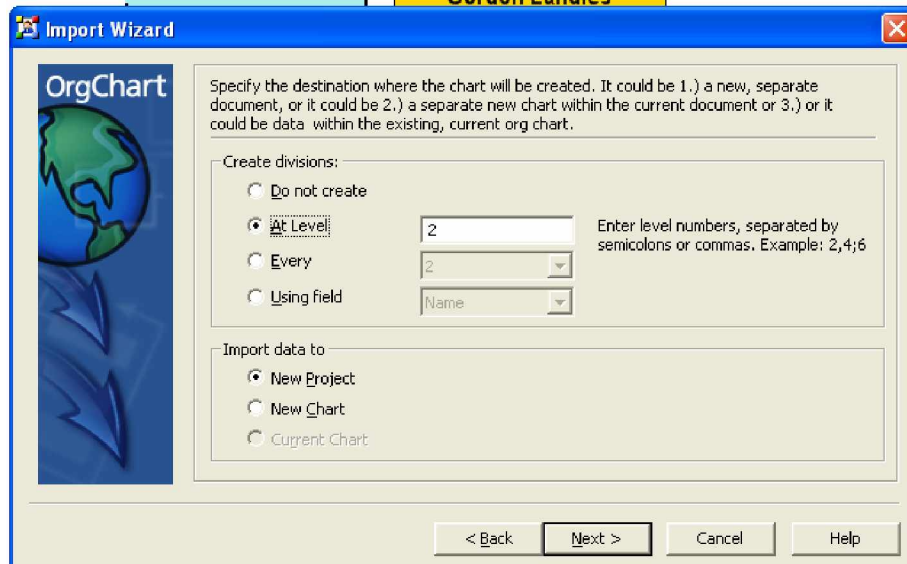 Gordon Landies
Import Wizard
OrgChart
Specify the destination where the chart will be created. It could be 1.) a new, separate
document, or it could be 2.) a separate new chart within the current document or 3.) or it
could be data within the existing, current org chart.
Create divisions:
Do not create
At Level
2
Enter level numbers, separated by
semicolons or commas. Example: 2,4;6
Every
2
Using field
Name
Import data to
New Project
New Chart
Current Chart
< Back
Next >
Cancel
Help